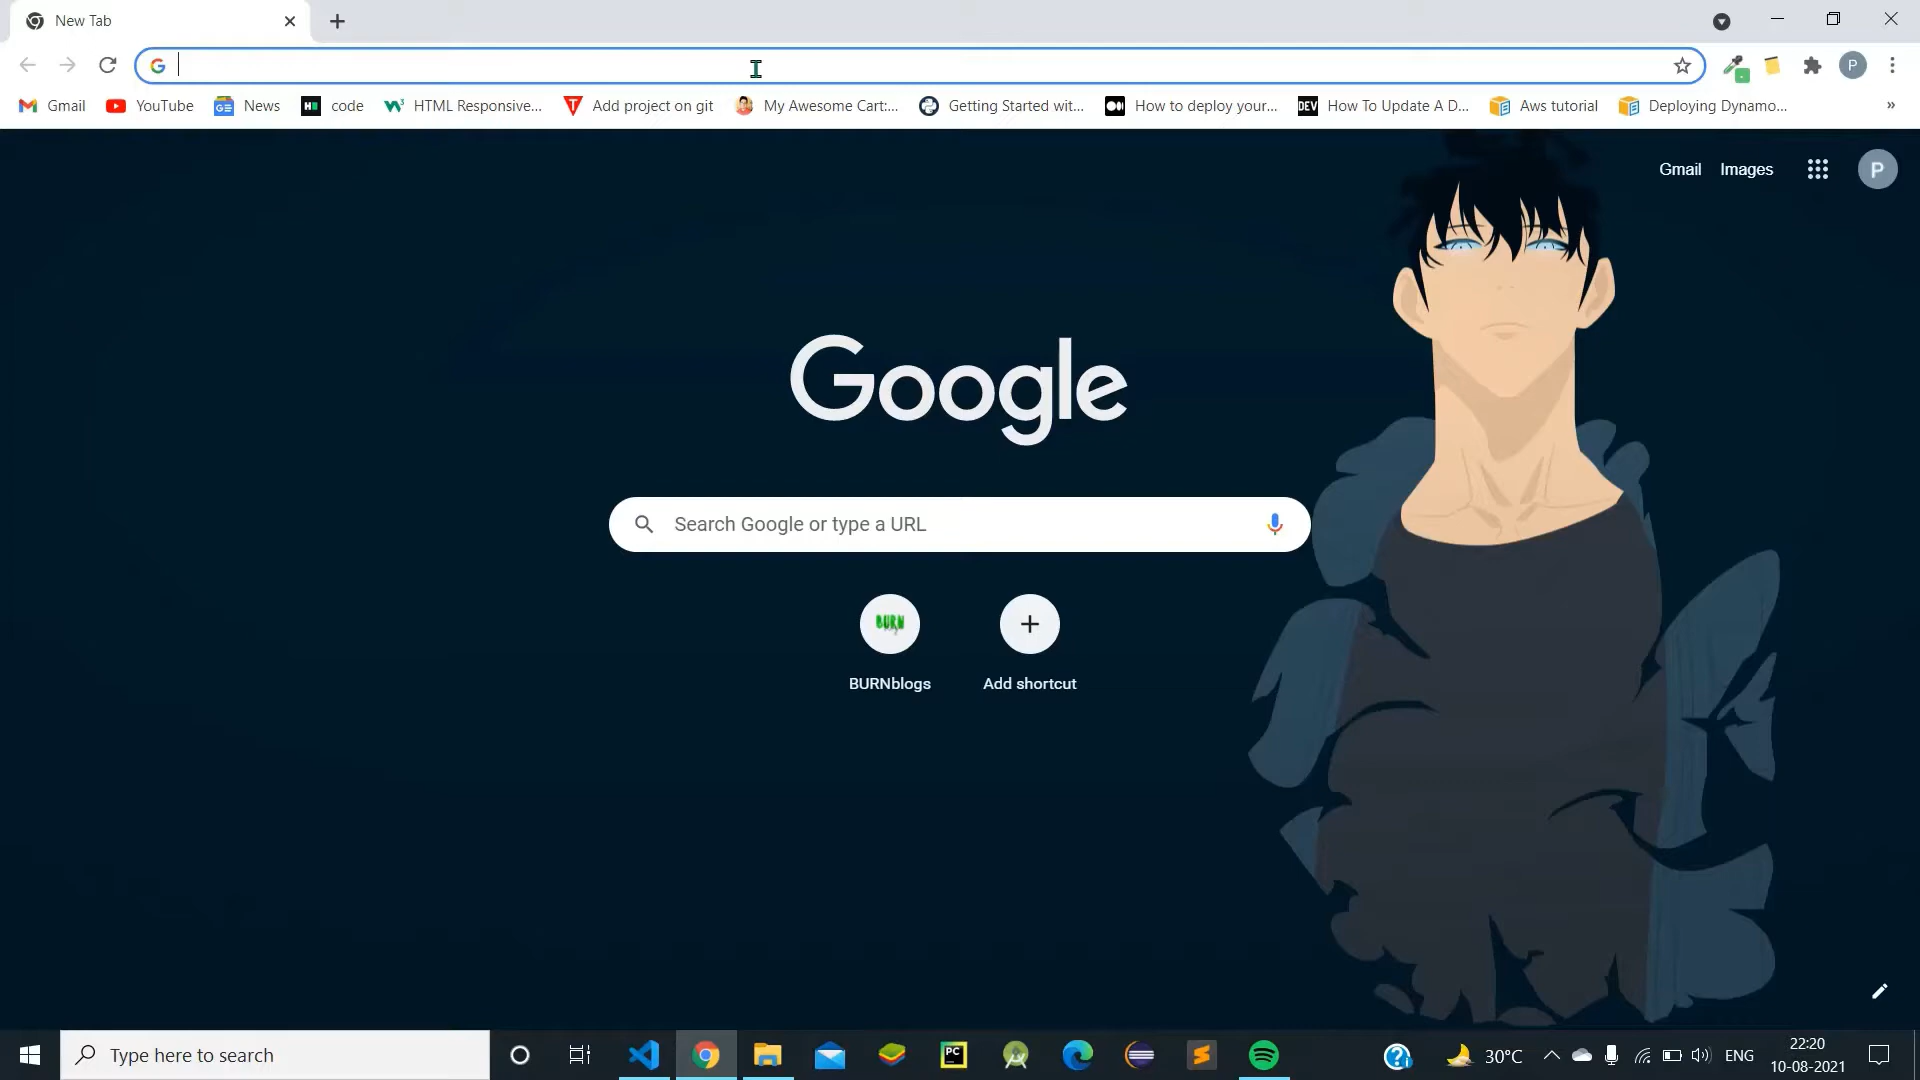 New Tab
Gmail YouTube News code HTML Responsive... Add project on git My Awesome Cart:... Getting Started wit... How to deploy your... How To Update A D... Aws tutorial Deploying Dynamo... »
Gmail Images P
Google
Search Google or type a URL
BURN
BURNblogs Add shortcut
Type here to search
30°C ENG 22:20
10-08-2021